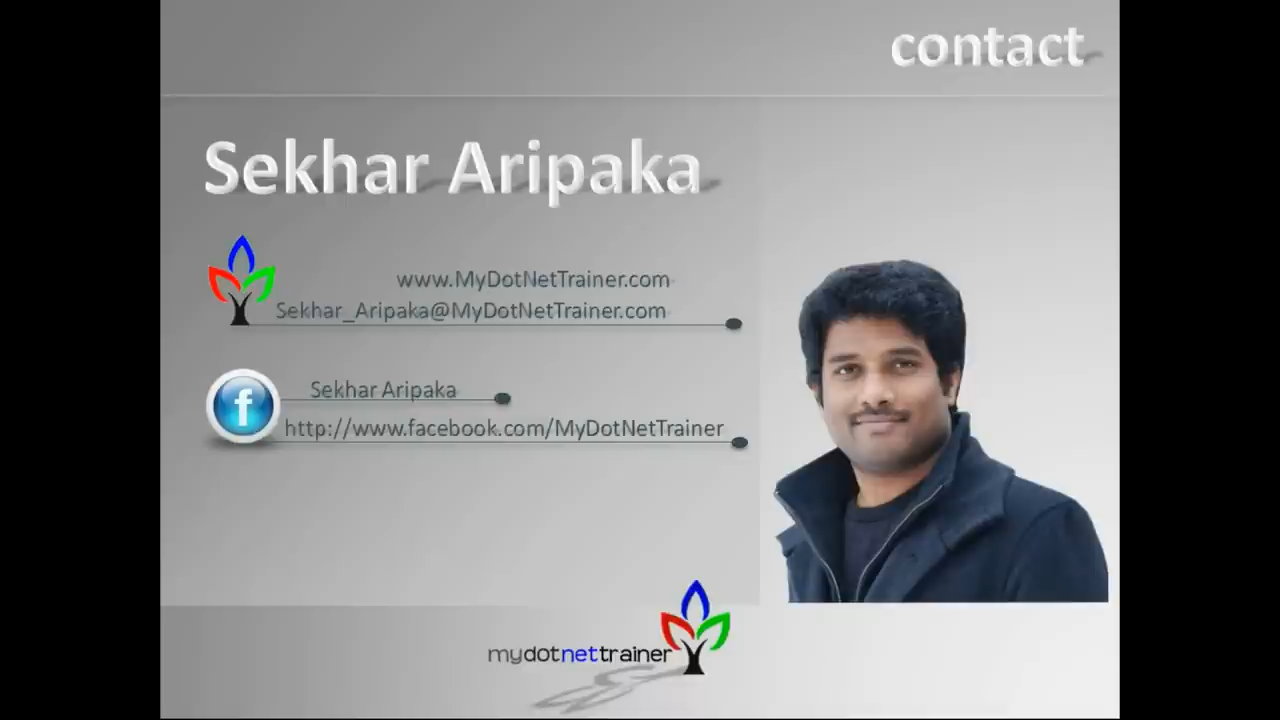 contact
Sekhar Aripaka
www.MyDotNetTrainer.com
Sekhar_Aripaka@MyDotNetTrainer.com
f
Sekhar Aripaka
http://www.facebook.com/MyDotNetTrainer
mydotnettrainer